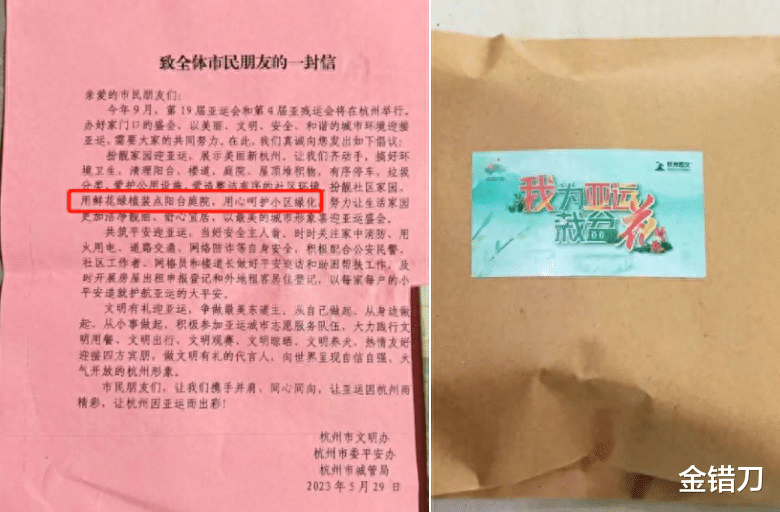 致全体市民朋友的一封信
亲爱的市民朋友们：
今年9月，第19届亚运会和第4届亚残运会将在杭州举行。
办好家门口的盛会，以美丽、文明、安全、和谐的城市环境迎接
亚运，需要大家的共同努力。在此，我们真诚向您发出如下倡议：
扮靓家园迎亚运，展示美丽新杭州。让我们齐动手，搞好环
境卫生，清理阳台、楼道、庭院、屋顶堆积物，有序停车，垃圾
分类，爱护公用设施，营造整洁有序的社区环境，扮靓社区家园。
用鲜花绿植装点阳台庭院，用心呵护小区绿化，努力让生活家园
更加洁净靓丽、舒心宜居，以最美的城市形象喜迎亚运盛会。
共筑平安迎亚运，当好安全主人翁。时时关注家中消防、用
火用电、道路交通、网络防诈等自身安全，积极配合公安民警、
社区工作者、网格员和楼道长做好平安巡访和助困帮扶工作，及
时开展房屋出租申报登记和外地租客居住登记，以每家每户的小
平安造就护航亚运的大平安。
文明有礼迎亚运，争做最美东道主。从自己做起、从身边做
起、从小事做起，积极参加亚运城市志愿服务队伍，大力践行文
明用餐、文明出行、文明观赛、文明晾晒、文明养犬，热情友好
迎接四方宾朋，做文明有礼的代言人，向世界呈现自信自强、大
气开放的杭州形象。
市民朋友们，让我们携手并肩，同心同向，让亚运因杭州而
精彩，让杭州因亚运而出彩！
杭州市文明办
杭州市委平安办
杭州市城管局
2023年5月29日
我为亚运
栽盆花
金错刀